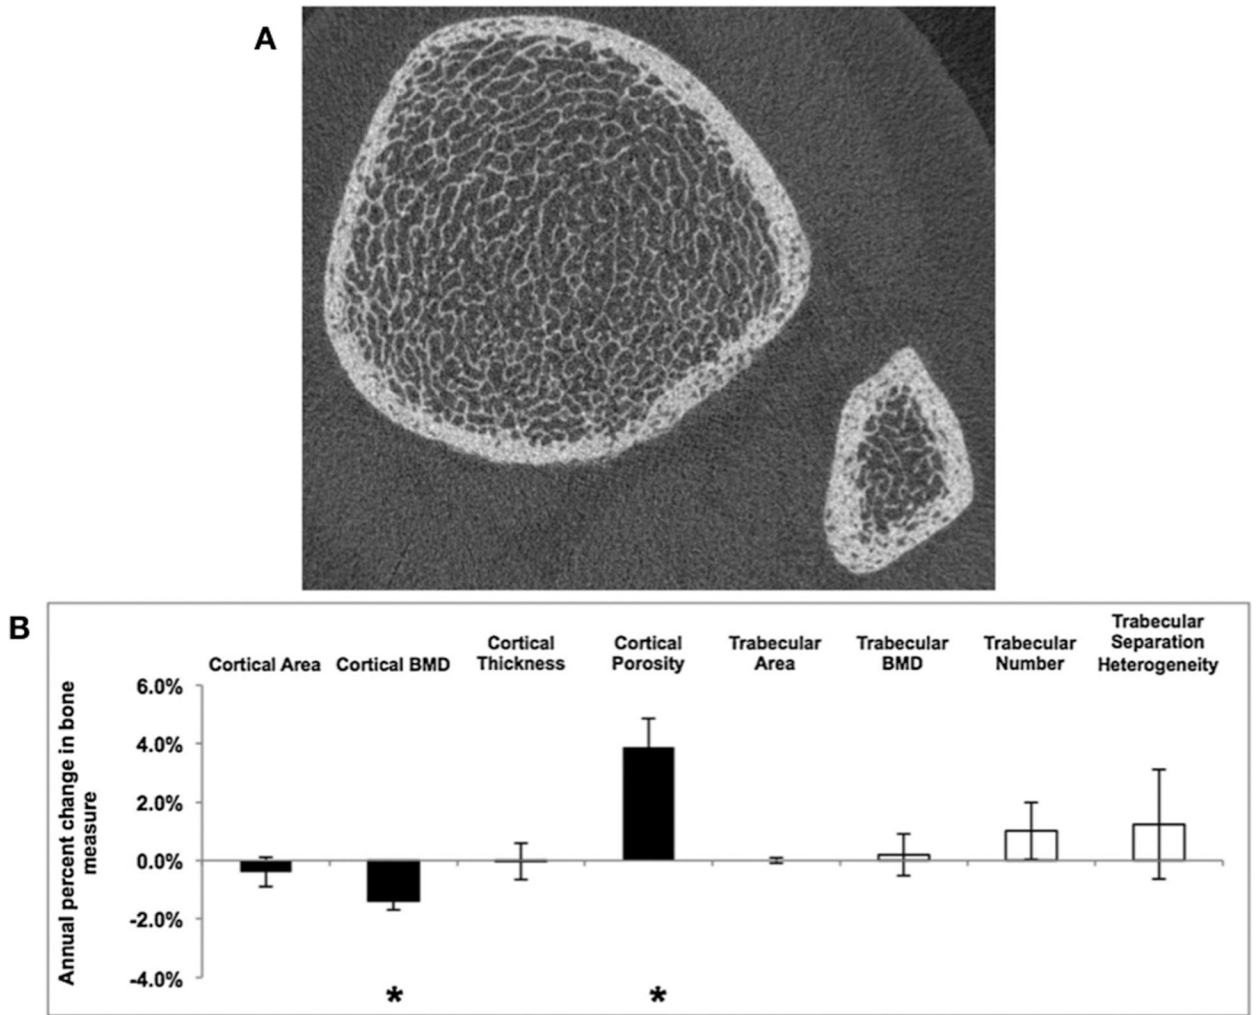 A
B
Cortical Area
Cortical BMD
Cortical
Thickness
Cortical
Porosity
Trabecular
Area
Trabecular
BMD
Trabecular
Number
Trabecular
Separation
Heterogeneity
Annual percent change in bone
measure
6.0%
4.0%
2.0%
0.0%
-2.0%
-4.0%
*
*